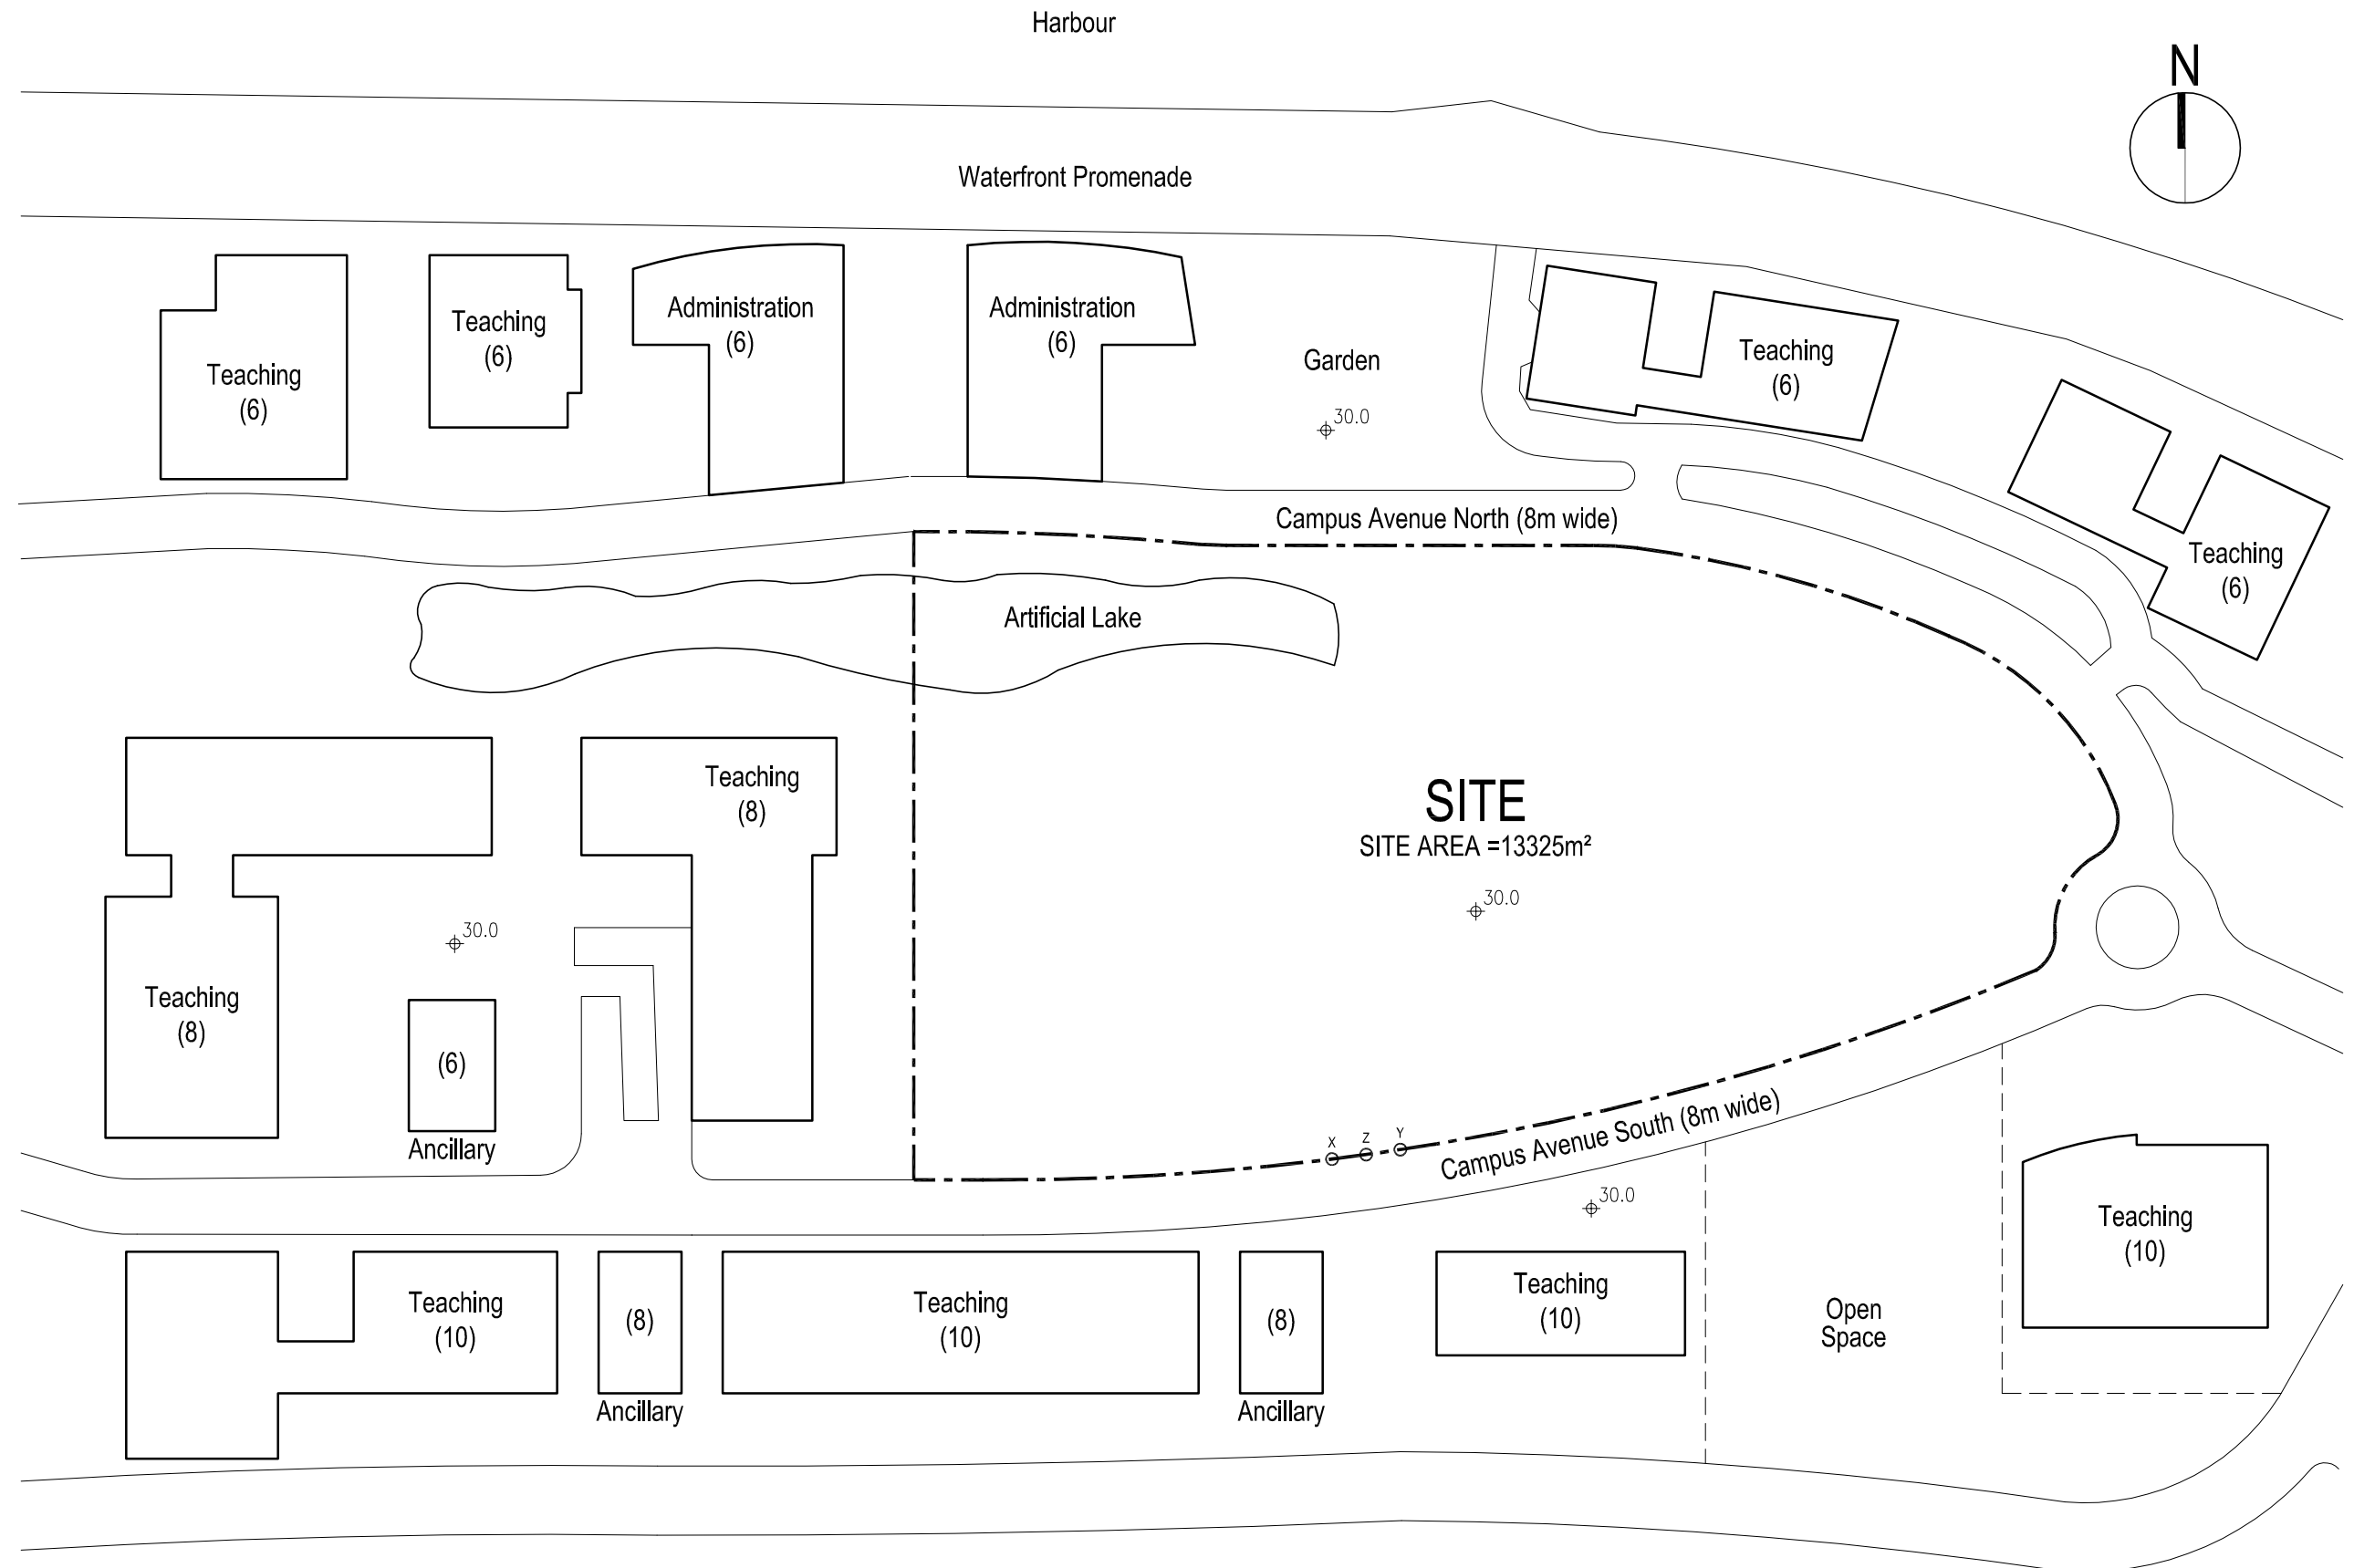 Harbour
N
Waterfront Promenade
Teaching
(6)
Teaching
(6)
Administration
(6)
Administration
(6)
Garden
30.0
Teaching
(6)
Teaching
(6)
Campus Avenue North (8m wide)
Artificial Lake
Teaching
(8)
SITE
SITE AREA =13325m²
30.0
30.0
Teaching
(8)
(6)
Ancillary
X
Z
Y
Campus Avenue South (8m wide)
30.0
Teaching
(10)
Teaching
(10)
(8)
Ancillary
Teaching
(10)
(8)
Ancillary
Teaching
(10)
Open
Space